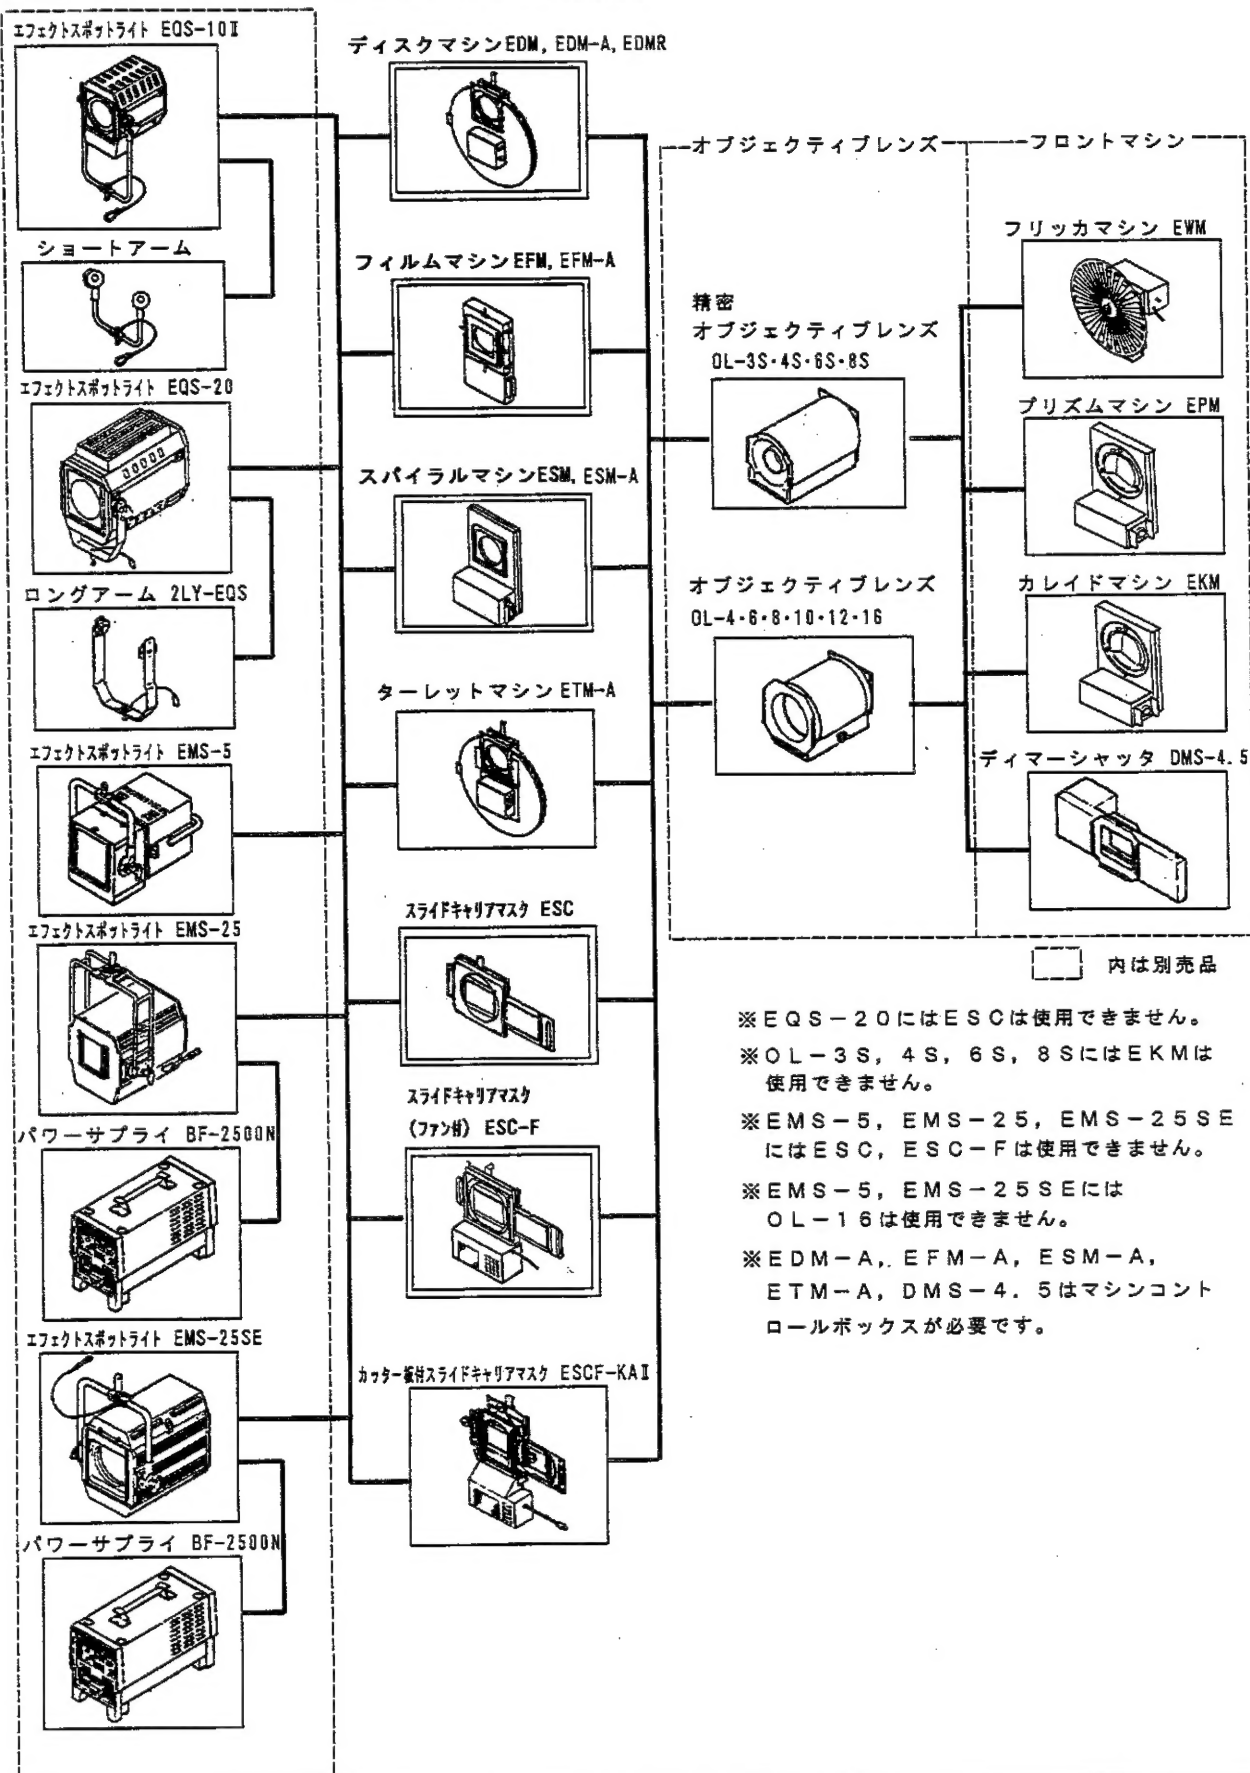 エフェクトスポットライト EQS-10Ⅱ
ショートアーム
エフェクトスポットライト EQS-20
ロングアーム 2LY-EQS
エフェクトスポットライト EMS-5
エフェクトスポットライト EMS-25
パワーサプライ BF-2500N
エフェクトスポットライト EMS-25SE
パワーサプライ BF-2500N
ディスクマシンEDM, EDM-A, EDMR
フィルムマシンEFM, EFM-A
スパイラルマシンESM, ESM-A
ターレットマシン ETM-A
スライドキャリアマスク ESC
スライドキャリアマスク
(ファン付) ESC-F
カッター板付スライドキャリアマスク ESCF-KAⅡ
オブジェクティブレンズ
精密
オブジェクティブレンズ
OL-3S・4S・6S・8S
オブジェクティブレンズ
OL-4・6・8・10・12・16
フロントマシン
フリッカマシン EWM
プリズムマシン EPM
カレイドマシン EKM
ディマーシャッタ DMS-4.5
内は別売品
※EQS-20にはESCは使用できません。
※OL-3S, 4S, 6S, 8SにはEKMは
使用できません。
※EMS-5, EMS-25, EMS-25SE
にはESC, ESC-Fは使用できません。
※EMS-5, EMS-25SEには
OL-16は使用できません。
※EDM-A, EFM-A, ESM-A,
ETM-A, DMS-4.5はマシンコント
ロールボックスが必要です。